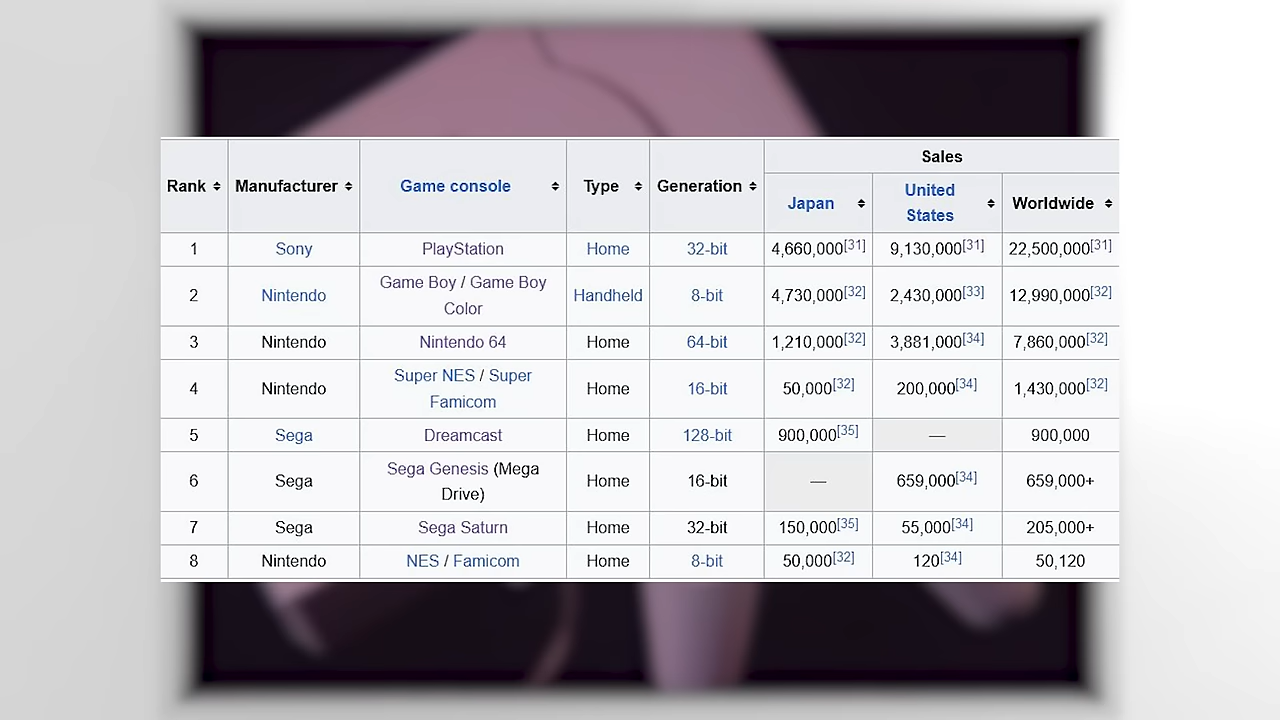 Sales
Rank Manufacturer Game console Type Generation Japan United States Worldwide
1 Sony PlayStation Home 32-bit 4,660,000[31] 9,130,000[31] 22,500,000[31]
2 Nintendo Game Boy / Game Boy Color Handheld 8-bit 4,730,000[32] 2,430,000[33] 12,990,000[32]
3 Nintendo Nintendo 64 Home 64-bit 1,210,000[32] 3,881,000[34] 7,860,000[32]
4 Nintendo Super NES / Super Famicom Home 16-bit 50,000[32] 200,000[34] 1,430,000[32]
5 Sega Dreamcast Home 128-bit 900,000[35] — 900,000
6 Sega Sega Genesis (Mega Drive) Home 16-bit — 659,000[34] 659,000+
7 Sega Sega Saturn Home 32-bit 150,000[35] 55,000[34] 205,000+
8 Nintendo NES / Famicom Home 8-bit 50,000[32] 120[34] 50,120